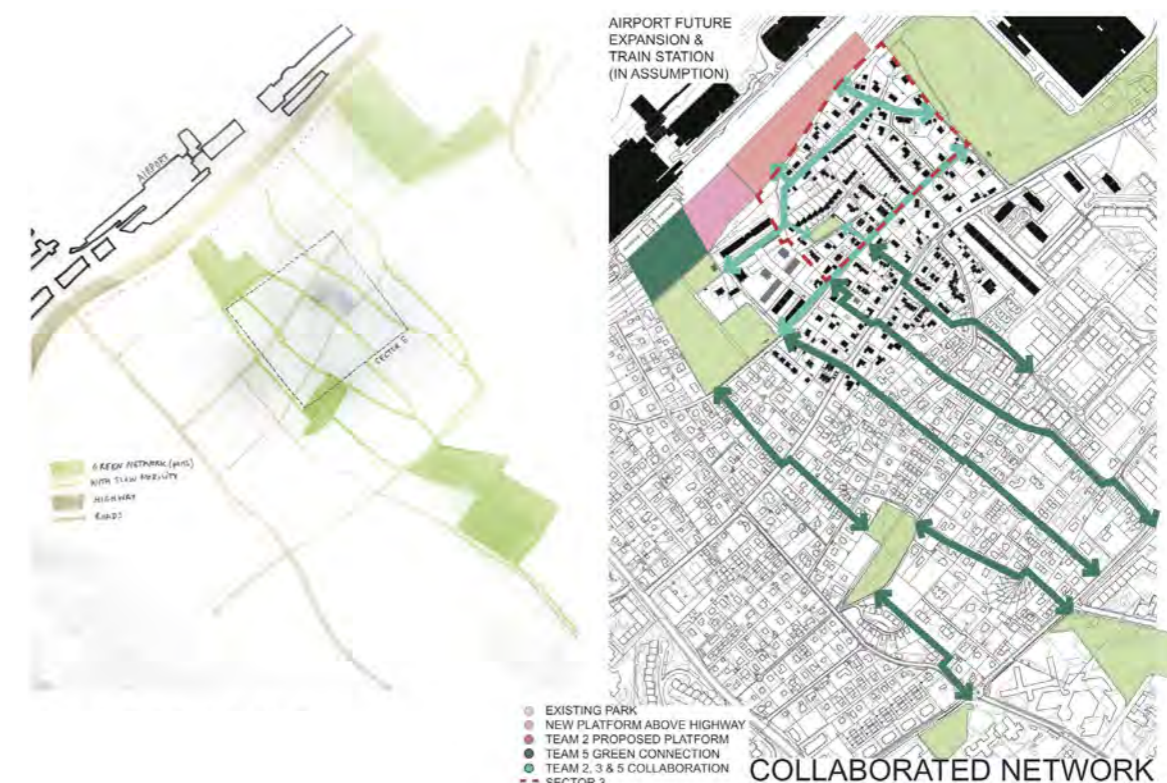 AIRPORT
SECTOR
GREEN NETWORK (parcs)
WITH SLOW MOBILITY
HIGHWAY
ROADS
AIRPORT FUTURE
EXPANSION &
TRAIN STATION
(IN ASSUMPTION)
EXISTING PARK
NEW PLATFORM ABOVE HIGHWAY
TEAM 2 PROPOSED PLATFORM
TEAM 5 GREEN CONNECTION
TEAM 2, 3 & 5 COLLABORATION
SECTOR 3
COLLABORATED NETWORK